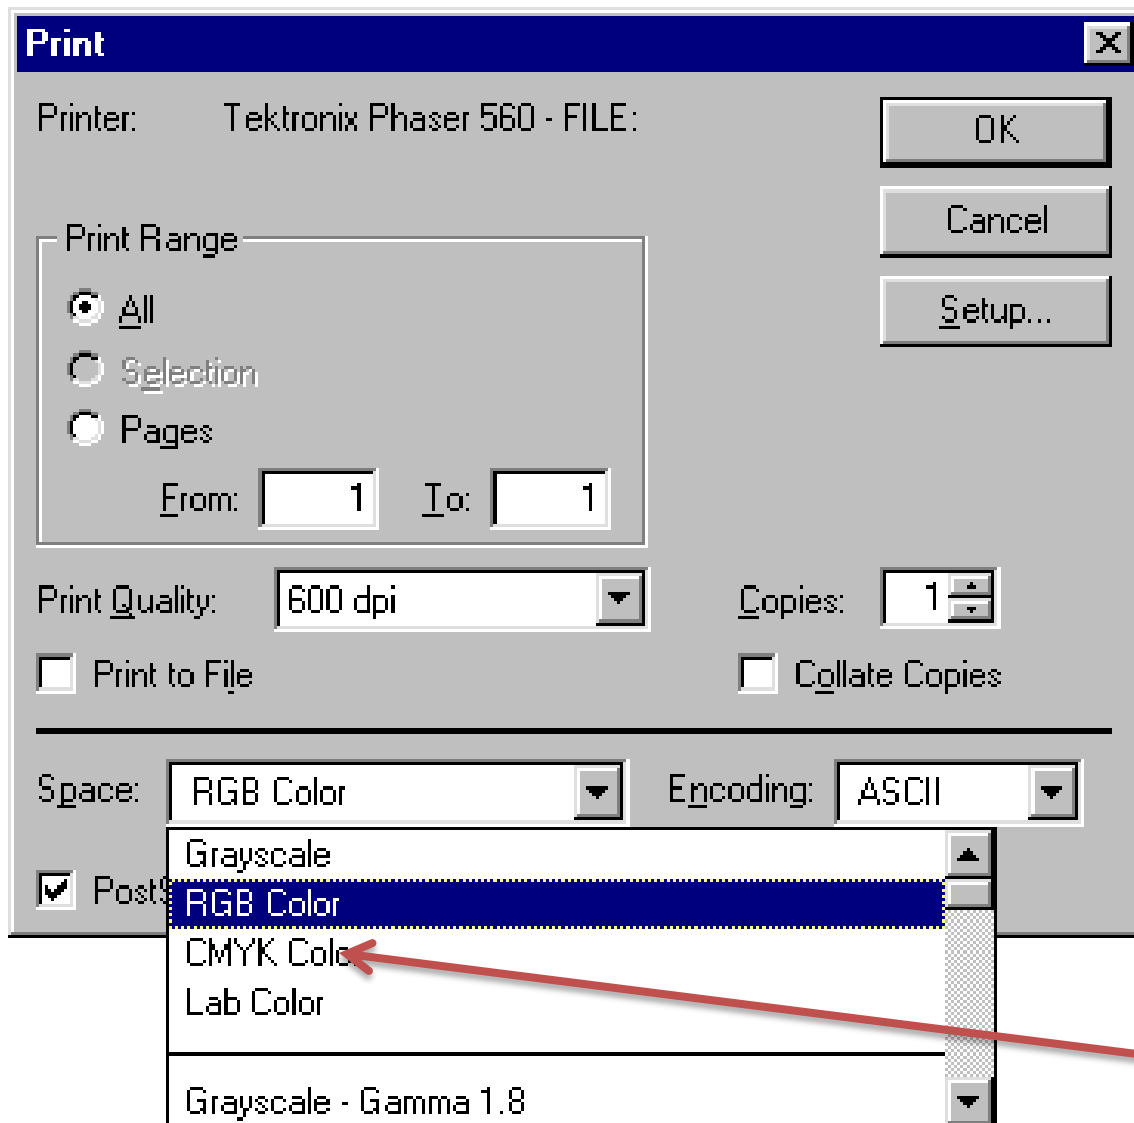 Print
Printer: Tektronix Phaser 560 - FILE:
OK
Cancel
Setup...
Print Range
All
Selection
Pages
From: 1 To: 1
Print Quality: 600 dpi Copies: 1
Print to File Collate Copies
Space: RGB Color Encoding: ASCII
Grayscale
RGB Color
CMYK Color
Lab Color
Grayscale - Gamma 1.8